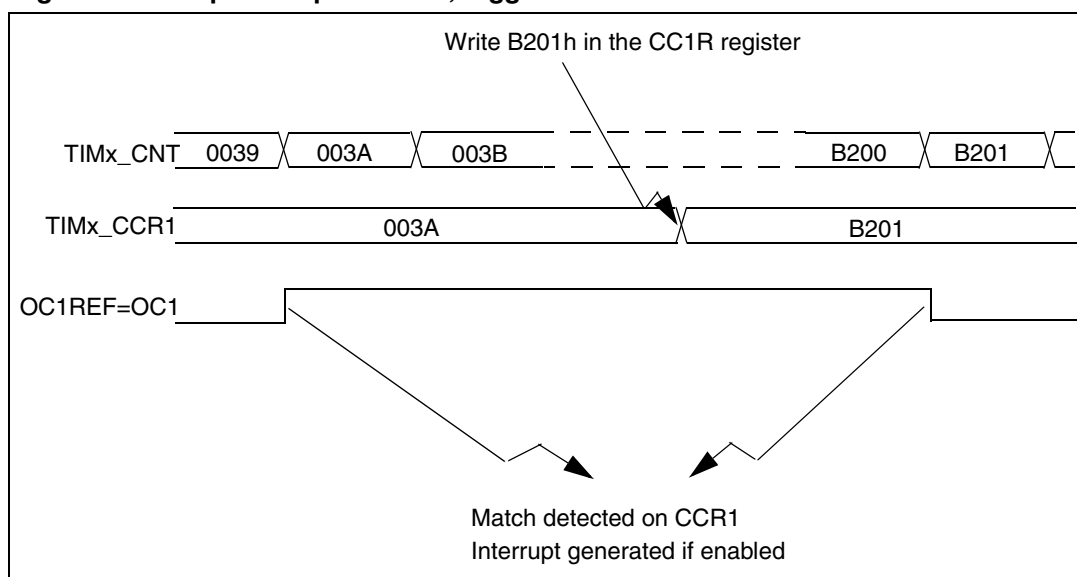 Write B201h in the CC1R register
TIMx_CNT 0039 003A 003B B200 B201
TIMx_CCR1 003A B201
OC1REF=OC1
Match detected on CCR1
Interrupt generated if enabled